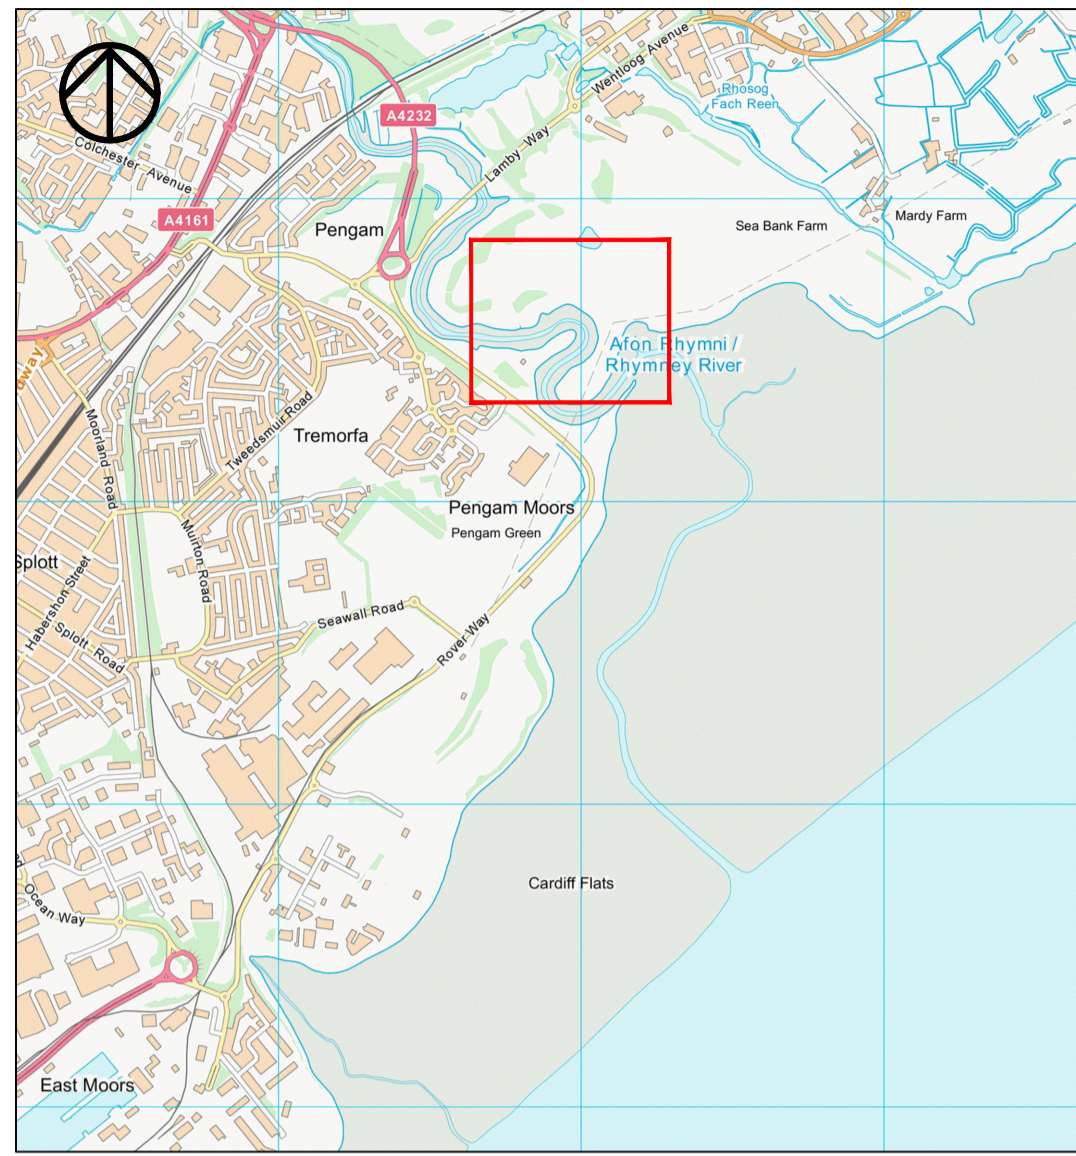 Wentloog Avenue
Rhosog
Fach Reen
A4232
Colchester Avenue
Lamby Way
A4161
Pengam
Mardy Farm
Sea Bank Farm
Afon Rhymni /
Rhymney River
Moorland Road
Tweedsmuir Road
Tremorfa
Pengam Moors
Pengam Green
Muirton Road
Splott
Habershon Street
Seawall Road
Splott Road
Rover Way
Cardiff Flats
Ocean Way
East Moors